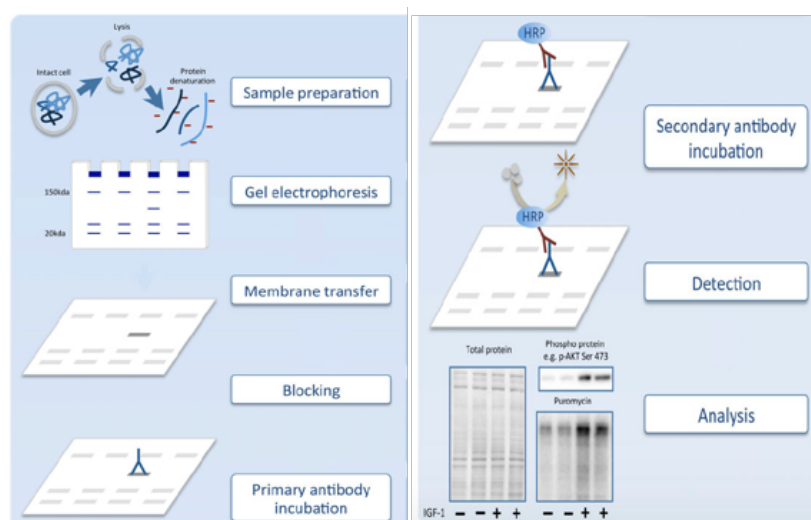 Lysis
Intact cell
Protein
denaturation
Sample preparation
150kda
20kda
Gel electrophoresis
Membrane transfer
Blocking
Primary antibody
incubation
HRP
Secondary antibody
incubation
HRP
Detection
Total protein
Phospho protein
e.g. p-AKT Ser 473
Puromycin
Analysis
IGF-1 − − + + − − + +